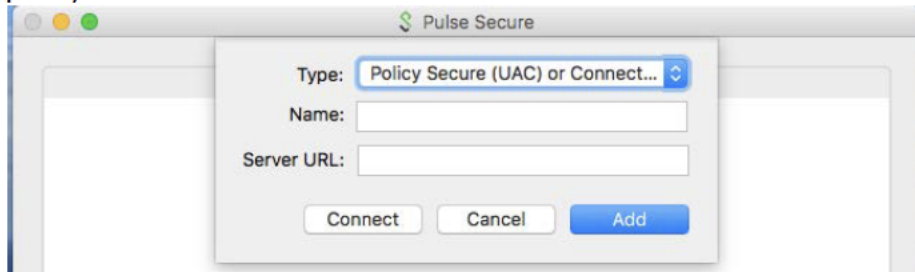 Pulse Secure
Type: Policy Secure (UAC) or Connect...
Name:
Server URL:
Connect Cancel Add